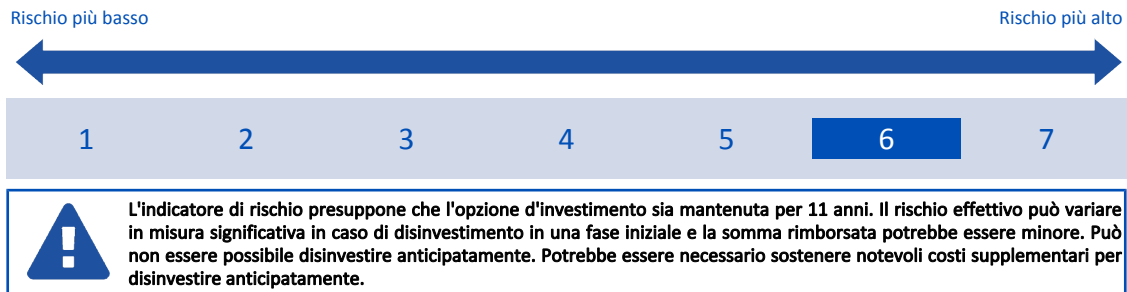 Rischio più basso Rischio più alto
1 2 3 4 5 6 7
L'indicatore di rischio presuppone che l'opzione d'investimento sia mantenuta per 11 anni. Il rischio effettivo può variare
in misura significativa in caso di disinvestimento in una fase iniziale e la somma rimborsata potrebbe essere minore. Può
non essere possibile disinvestire anticipatamente. Potrebbe essere necessario sostenere notevoli costi supplementari per
disinvestire anticipatamente.